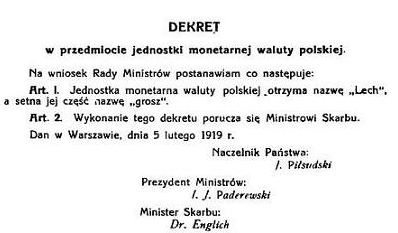 DEKRET
w przedmiocie jednostki monetarnej waluty polskiej.
Na wniosek Rady Ministrów postanawiam co następuje:
Art. I. Jednostka monetarna waluty polskiej otrzyma nazwę „Lech“,
a setna jej część nazwę „grosz“.
Art. 2. Wykonanie tego dekretu porucza się Ministrowi Skarbu.
Dan w Warszawie, dnia 5 lutego 1919 r.
Naczelnik Państwa:
J. Piłsudski
Prezydent Ministrów:
I. J. Paderewski
Minister Skarbu:
Dr. Englich